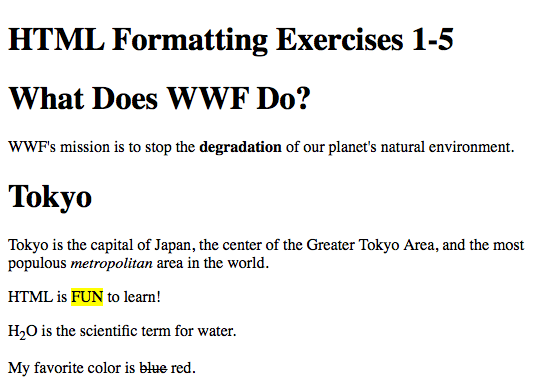 HTML Formatting Exercises 1-5
What Does WWF Do?
WWF's mission is to stop the degradation of our planet's natural environment.
Tokyo
Tokyo is the capital of Japan, the center of the Greater Tokyo Area, and the most
populous metropolitan area in the world.
HTML is FUN to learn!
H₂O is the scientific term for water.
My favorite color is blue red.